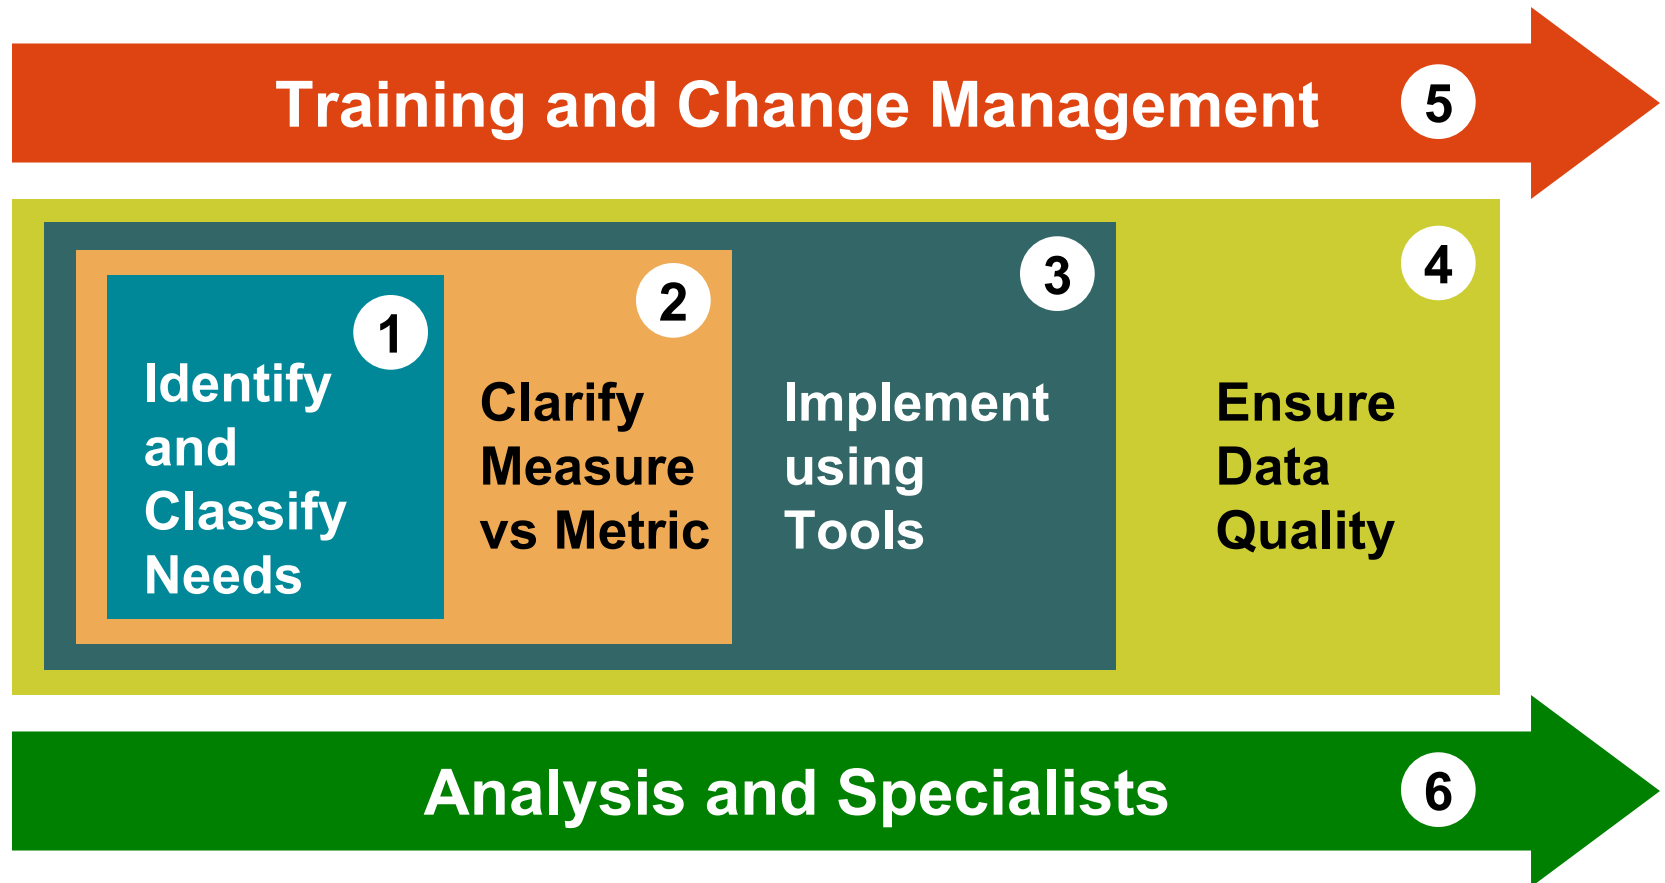 Training and Change Management 5
1
Identify
and
Classify
Needs
2
Clarify
Measure
vs Metric
3
Implement
using
Tools
4
Ensure
Data
Quality
Analysis and Specialists 6